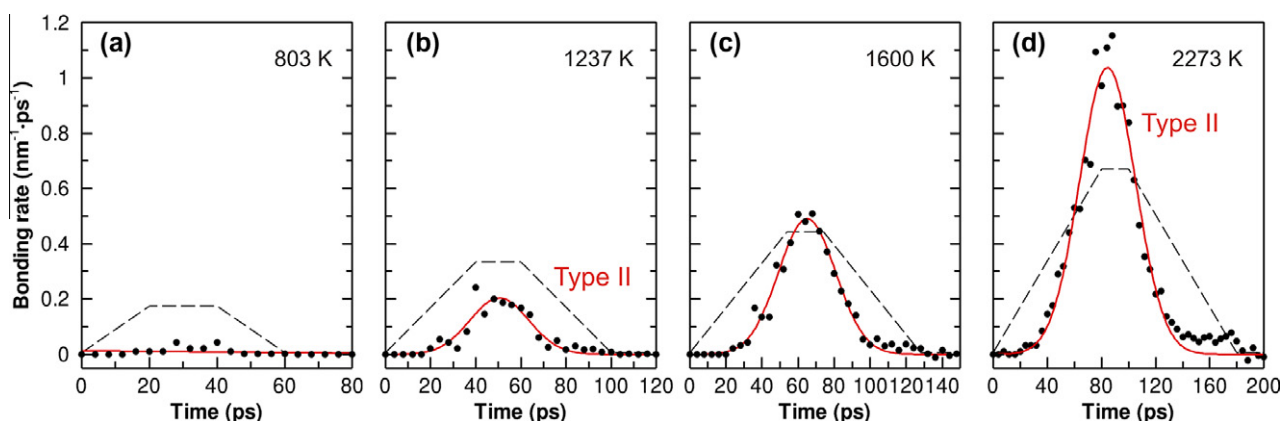 Bonding rate (nm⁻¹·ps⁻¹)
1.2
1
0.8
0.6
0.4
0.2
0
(a)
803 K
0 20 40 60 80
Time (ps)
(b)
1237 K
Type II
0 20 40 60 80 100 120
Time (ps)
(c)
1600 K
0 20 40 60 80 100 120 140
Time (ps)
(d)
2273 K
Type II
0 40 80 120 160 200
Time (ps)